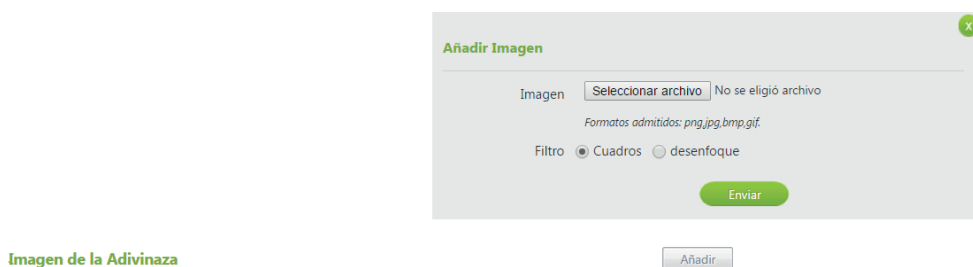 x
Añadir Imagen
Imagen Seleccionar archivo No se eligió archivo
Formatos admitidos: png,jpg,bmp,gif.
Filtro Cuadros desenfoque
Enviar
Imagen de la Adivinaza Añadir